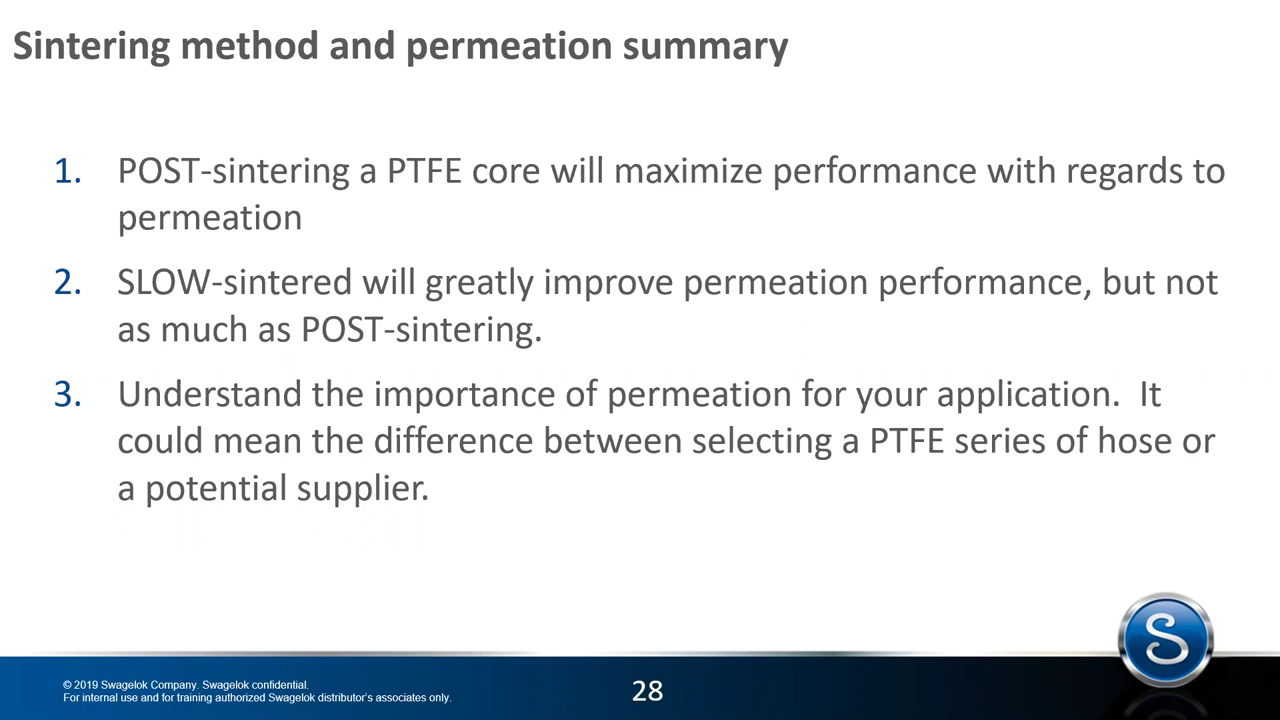 Sintering method and permeation summary
1. POST-sintering a PTFE core will maximize performance with regards to
permeation
2. SLOW-sintered will greatly improve permeation performance, but not
as much as POST-sintering.
3. Understand the importance of permeation for your application.  It
could mean the difference between selecting a PTFE series of hose or
a potential supplier.
S
© 2019 Swagelok Company. Swagelok confidential.
For internal use and for training authorized Swagelok distributor's associates only.
28